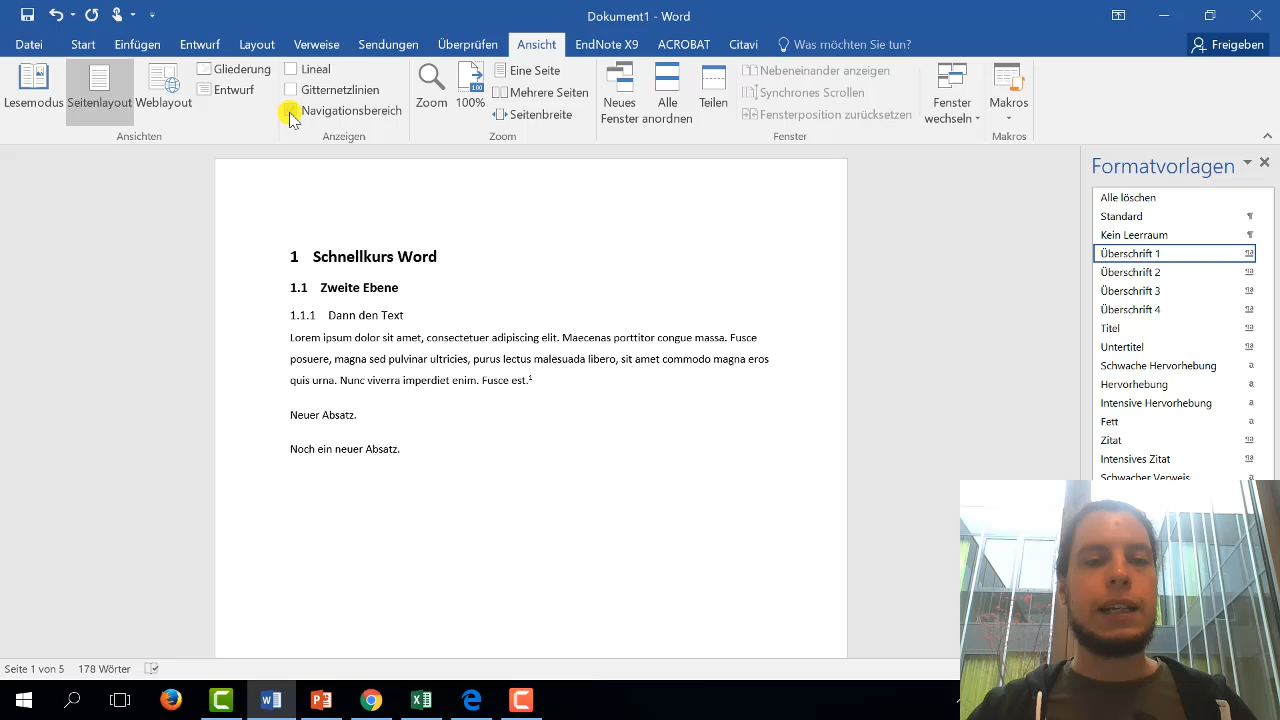 Dokument1 - Word
Datei Start Einfügen Entwurf Layout Verweise Sendungen Überprüfen Ansicht EndNote X9 ACROBAT Citavi Was möchten Sie tun? Freigeben
Lesemodus Seitenlayout Weblayout
Gliederung
Entwurf
Ansichten
Lineal
Gitternetzlinien
Navigationsbereich
Anzeigen
Zoom 100%
Eine Seite
Mehrere Seiten
Seitenbreite
Zoom
Neues Fenster
Alle anordnen
Teilen
Nebeneinander anzeigen
Synchrones Scrollen
Fensterposition zurücksetzen
Fenster wechseln
Fenster
Makros
Makros
1 Schnellkurs Word
1.1 Zweite Ebene
1.1.1 Dann den Text
Lorem ipsum dolor sit amet, consectetuer adipiscing elit. Maecenas porttitor congue massa. Fusce
posuere, magna sed pulvinar ultricies, purus lectus malesuada libero, sit amet commodo magna eros
quis urna. Nunc viverra imperdiet enim. Fusce est.1
Neuer Absatz.
Noch ein neuer Absatz.
Formatvorlagen
Alle löschen
Standard
Kein Leerraum
Überschrift 1
Überschrift 2
Überschrift 3
Überschrift 4
Titel
Untertitel
Schwache Hervorhebung
Hervorhebung
Intensive Hervorhebung
Fett
Zitat
Intensives Zitat
Schwacher Verweis
Seite 1 von 5 178 Wörter